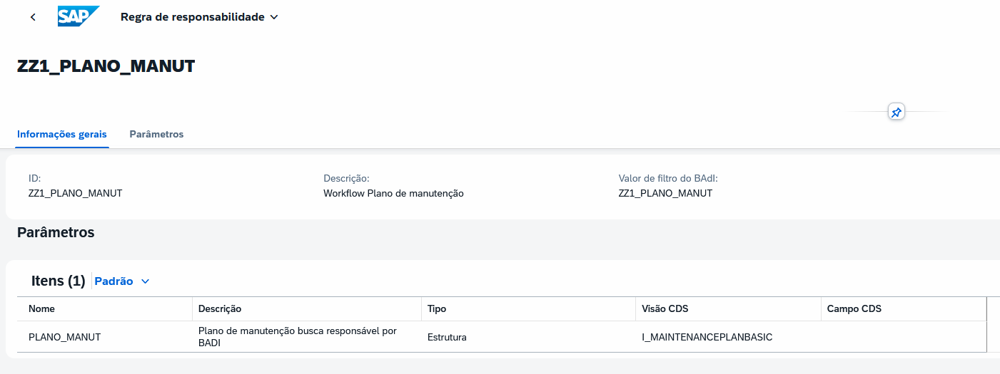 SAP Regra de responsabilidade
ZZ1_PLANO_MANUT
Informações gerais Parâmetros
ID: Descrição: Valor de filtro do BAdI:
ZZ1_PLANO_MANUT Workflow Plano de manutenção ZZ1_PLANO_MANUT
Parâmetros
Itens (1) Padrão
Nome Descrição Tipo Visão CDS Campo CDS
PLANO_MANUT Plano de manutenção busca responsável por BADI Estrutura I_MAINTENANCEPLANBASIC